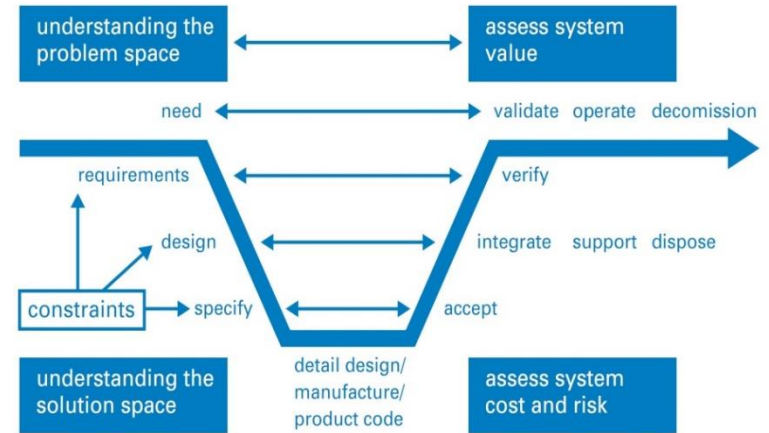 understanding the
problem space
assess system
value
need
validate operate decomission
requirements
verify
design
integrate support dispose
constraints
specify
accept
understanding the
solution space
detail design/
manufacture/
product code
assess system
cost and risk